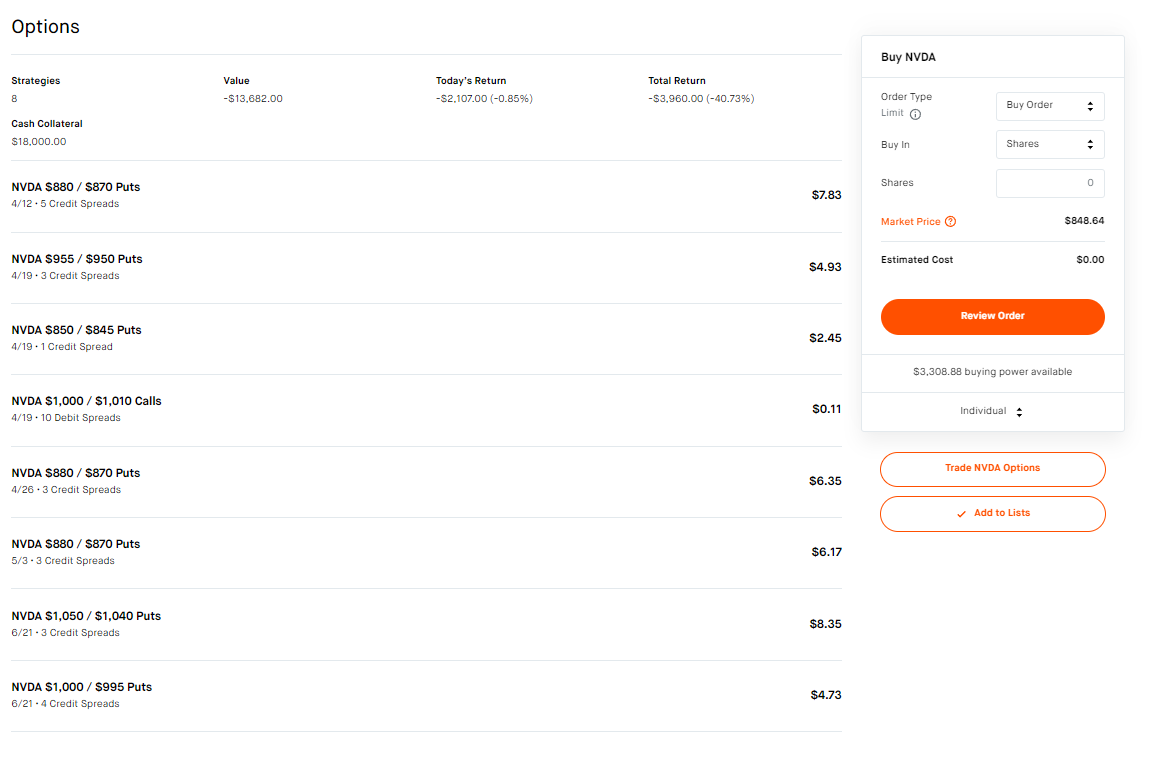 Options
Strategies
8
Value
-$13,682.00
Today's Return
-$2,107.00 (-0.85%)
Total Return
-$3,960.00 (-40.73%)
Cash Collateral
$18,000.00
NVDA $880 / $870 Puts
4/12 · 5 Credit Spreads
$7.83
NVDA $955 / $950 Puts
4/19 · 3 Credit Spreads
$4.93
NVDA $850 / $845 Puts
4/19 · 1 Credit Spread
$2.45
NVDA $1,000 / $1,010 Calls
4/19 · 10 Debit Spreads
$0.11
NVDA $880 / $870 Puts
4/26 · 3 Credit Spreads
$6.35
NVDA $880 / $870 Puts
5/3 · 3 Credit Spreads
$6.17
NVDA $1,050 / $1,040 Puts
6/21 · 3 Credit Spreads
$8.35
NVDA $1,000 / $995 Puts
6/21 · 4 Credit Spreads
$4.73
Buy NVDA
Order Type
Limit
Buy Order
Buy In
Shares
Shares
0
Market Price
$848.64
Estimated Cost
$0.00
Review Order
$3,308.88 buying power available
Individual
Trade NVDA Options
Add to Lists